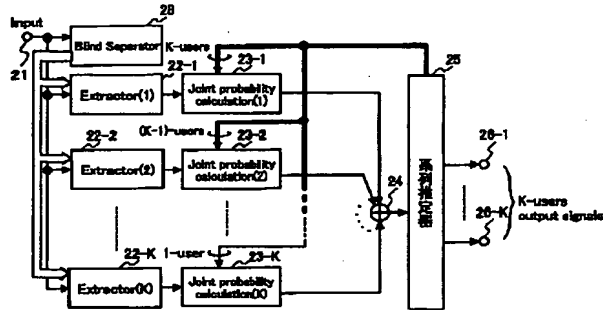 Input
21
28
Blind Separator
K-users
22-1
Extractor(1)
23-1
Joint probability
calculation(1)
25
(K-1)-users
22-2
Extractor(2)
23-2
Joint probability
calculation(2)
24
26-1
K-users
output signals
26-K
22-K
Extractor(K)
1-user
23-K
Joint probability
calculation(K)